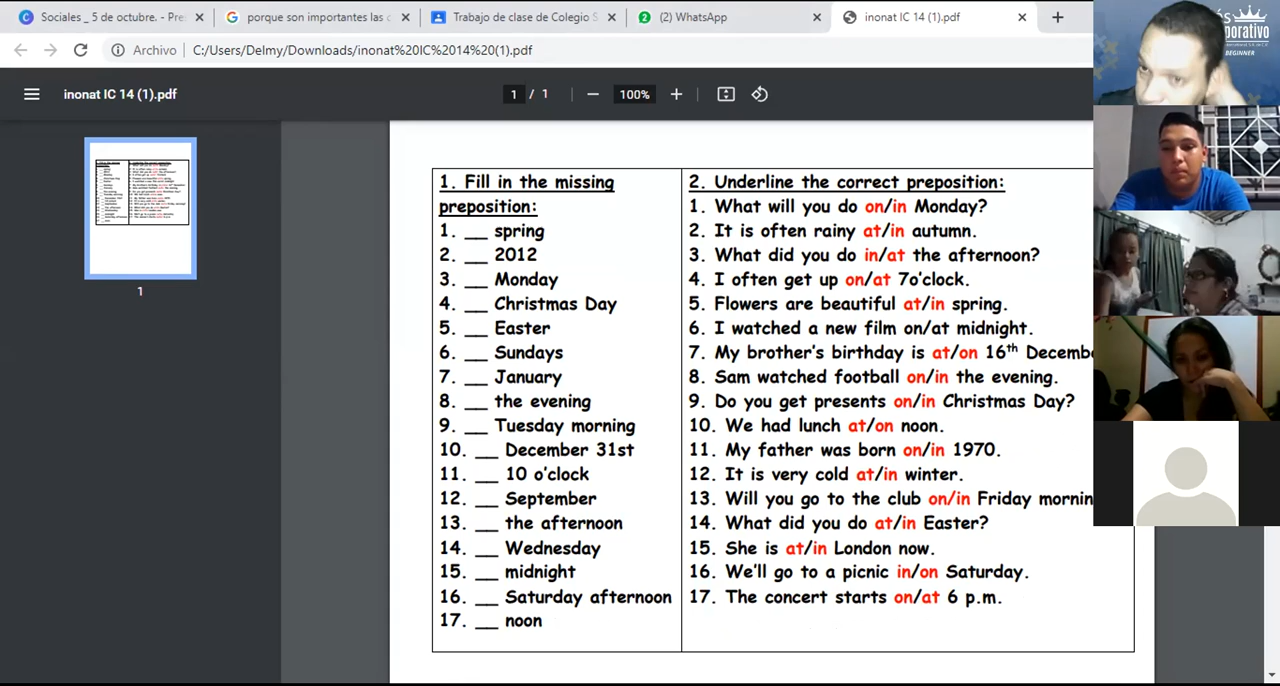 Sociales _ 5 de octubre. - Pre
porque son importantes las c
Trabajo de clase de Colegio S
(2) WhatsApp
inonat IC 14 (1).pdf
Archivo
C:/Users/Delmy/Downloads/inonat%20IC%2014%20(1).pdf
inonat IC 14 (1).pdf
1 / 1
100%
BEGINNER
1
1. Fill in the missing
preposition:
1. __ spring
2. __ 2012
3. __ Monday
4. __ Christmas Day
5. __ Easter
6. __ Sundays
7. __ January
8. __ the evening
9. __ Tuesday morning
10. __ December 31st
11. __ 10 o'clock
12. __ September
13. __ the afternoon
14. __ Wednesday
15. __ midnight
16. __ Saturday afternoon
17. __ noon
2. Underline the correct preposition:
1. What will you do on/in Monday?
2. It is often rainy at/in autumn.
3. What did you do in/at the afternoon?
4. I often get up on/at 7o'clock.
5. Flowers are beautiful at/in spring.
6. I watched a new film on/at midnight.
7. My brother's birthday is at/on 16th Decembe
8. Sam watched football on/in the evening.
9. Do you get presents on/in Christmas Day?
10. We had lunch at/on noon.
11. My father was born on/in 1970.
12. It is very cold at/in winter.
13. Will you go to the club on/in Friday mornin
14. What did you do at/in Easter?
15. She is at/in London now.
16. We'll go to a picnic in/on Saturday.
17. The concert starts on/at 6 p.m.